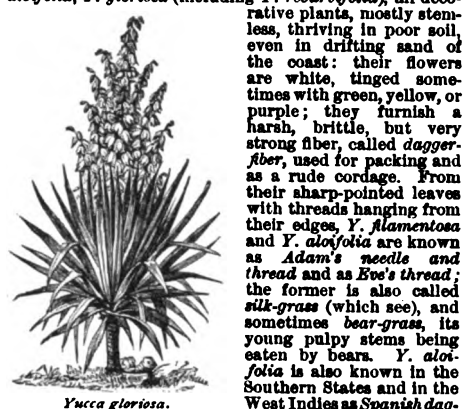 rative plants, mostly stem-
less, thriving in poor soil,
even in drifting sand of
the coast: their flowers
are white, tinged some-
times with green, yellow, or
purple; they furnish a
harsh, brittle, but very
strong fiber, called dagger-
fiber, used for packing and
as a rude cordage. From
their sharp-pointed leaves
with threads hanging from
their edges, Y. filamentosa
and Y. aloifolia are known
as Adam's needle and
thread and as Eve's thread;
the former is also called
silk-grass (which see), and
sometimes bear-grass, its
young pulpy stems being
eaten by bears. Y. aloi-
folia is also known in the
Southern States and in the
West Indies as Spanish dag-
Yucca gloriosa.